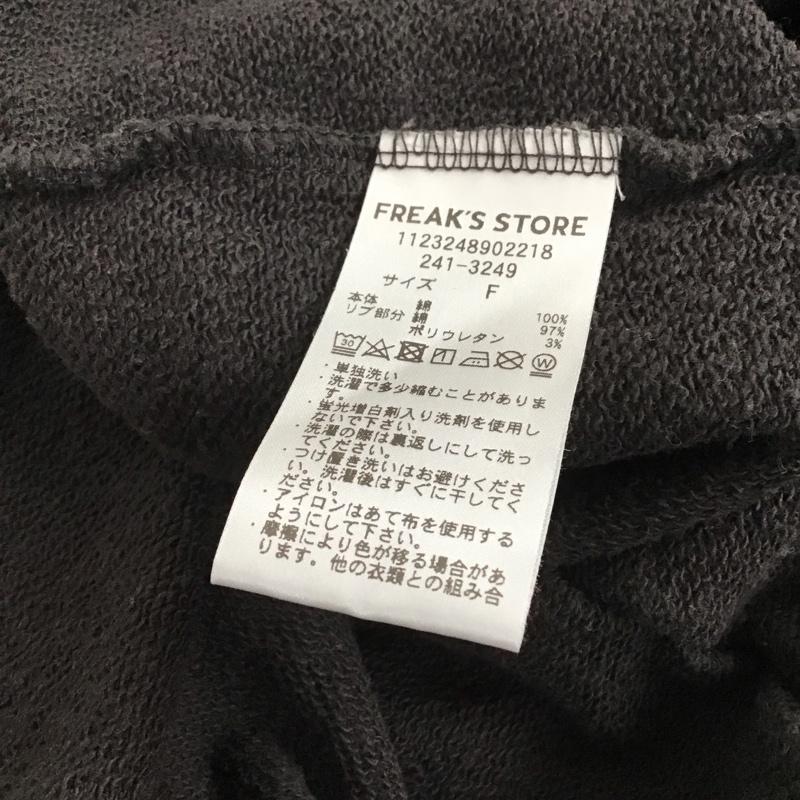 FREAK'S STORE
1123248902218
241-3249
サイズ F
本体 綿 100%
リブ部分 綿 97%
ポリウレタン 3%
30 W
・単独洗い
・洗濯で多少縮むことがありま
す。
・蛍光増白剤入り洗剤を使用し
ないで下さい。
・洗濯の際は裏返しにして洗っ
てください。
・つけ置き洗いはお避けくださ
い。洗濯後はすぐに干してく
ださい。
・アイロンはあて布を使用する
ようにして下さい。
・摩擦により色が移る場合があ
ります。他の衣類との組み合